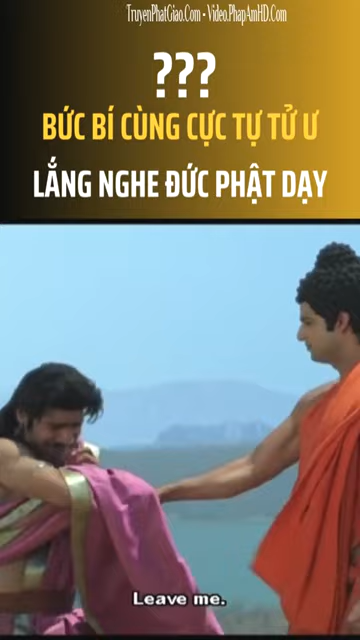 TruyenPhatGiao.Com - Video.PhapAmHD.Com
???
BỨC BÍ CÙNG CỰC TỰ TỬ Ư
LẮNG NGHE ĐỨC PHẬT DẠY
Leave me.